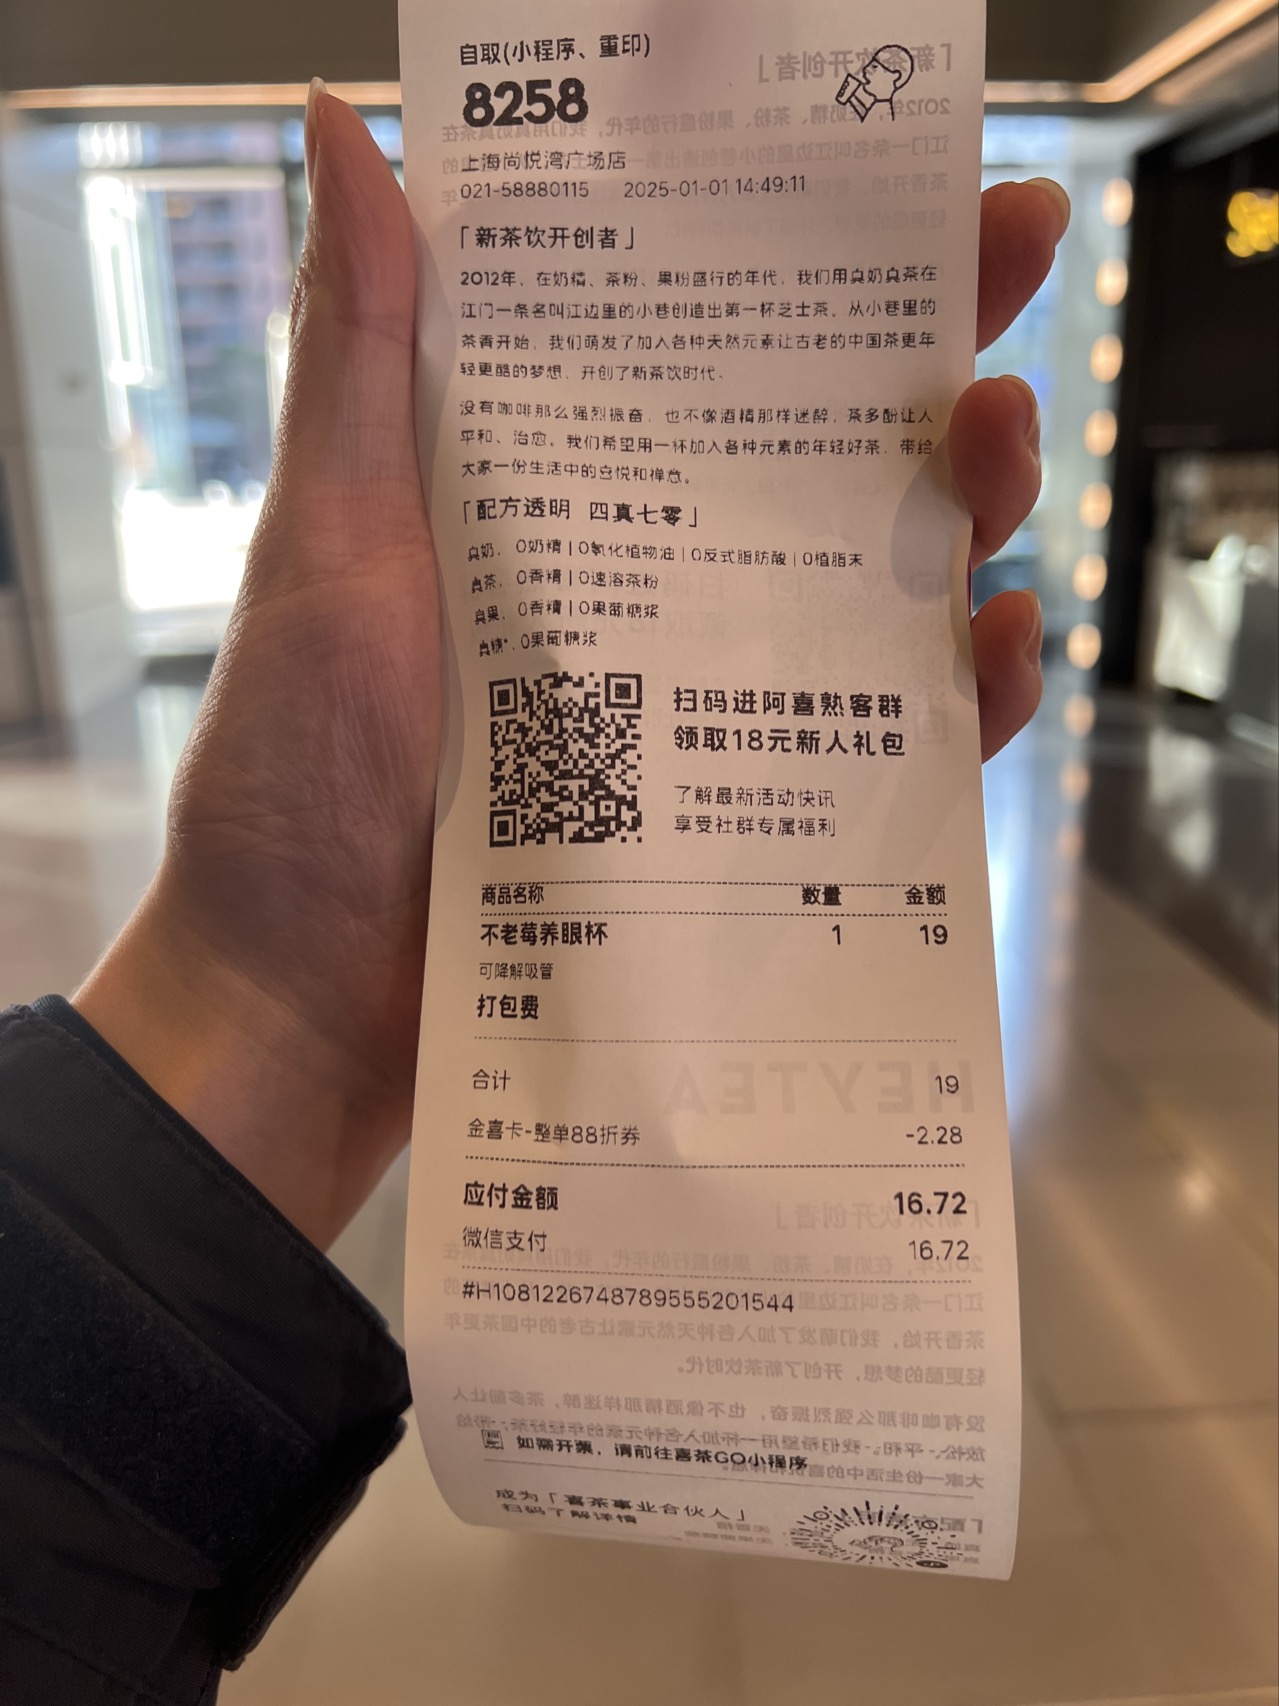 自取(小程序、重印)
8258
上海尚悦湾广场店
021-58880115 2025-01-01 14:49:11
「新茶饮开创者」
2012年，在奶精、茶粉、果粉盛行的年代，我们用真奶真茶在
江门一条名叫江边里的小巷创造出第一杯芝士茶。从小巷里的
茶香开始，我们萌发了加入各种天然元素让古老的中国茶更年
轻更酷的梦想，开创了新茶饮时代。
没有咖啡那么强烈振奋，也不像酒精那样迷醉，茶多酚让人
平和、治愈。我们希望用一杯加入各种元素的年轻好茶，带给
大家一份生活中的喜悦和禅意。
「配方透明 四真七零」
真奶，0奶精|0氢化植物油|0反式脂肪酸|0植脂末
真茶，0香精|0速溶茶粉
真果，0香精|0果葡糖浆
真糖*，0果葡糖浆
扫码进阿喜熟客群
领取18元新人礼包
了解最新活动快讯
享受社群专属福利
商品名称 数量 金额
不老莓养眼杯 1 19
可降解吸管
打包费
合计 19
金喜卡-整单88折券 -2.28
应付金额 16.72
微信支付 16.72
#H1081226748789555201544
如需开票，请前往喜茶GO小程序
成为「喜茶事业合伙人」
扫码了解详情
HEYTEA